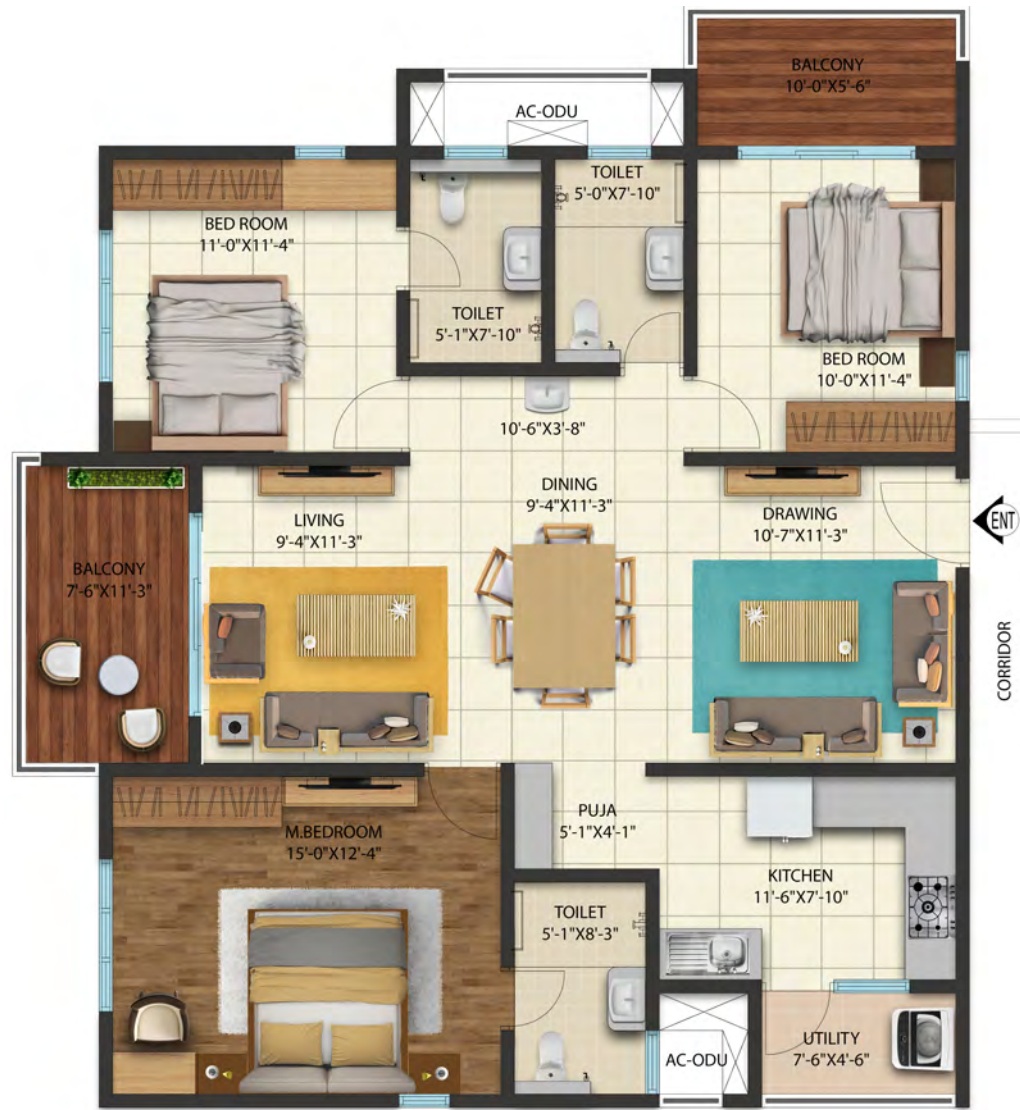 BALCONY
10'-0"X5'-6"
AC-ODU
TOILET
5'-0"X7'-10"
BED ROOM
11'-0"X11'-4"
TOILET
5'-1"X7'-10"
BED ROOM
10'-0"X11'-4"
10'-6"X3'-8"
DINING
9'-4"X11'-3"
LIVING
9'-4"X11'-3"
DRAWING
10'-7"X11'-3"
ENT
BALCONY
7'-6"X11'-3"
CORRIDOR
PUJA
5'-1"X4'-1"
M.BEDROOM
15'-0"X12'-4"
KITCHEN
11'-6"X7'-10"
TOILET
5'-1"X8'-3"
UTILITY
7'-6"X4'-6"
AC-ODU